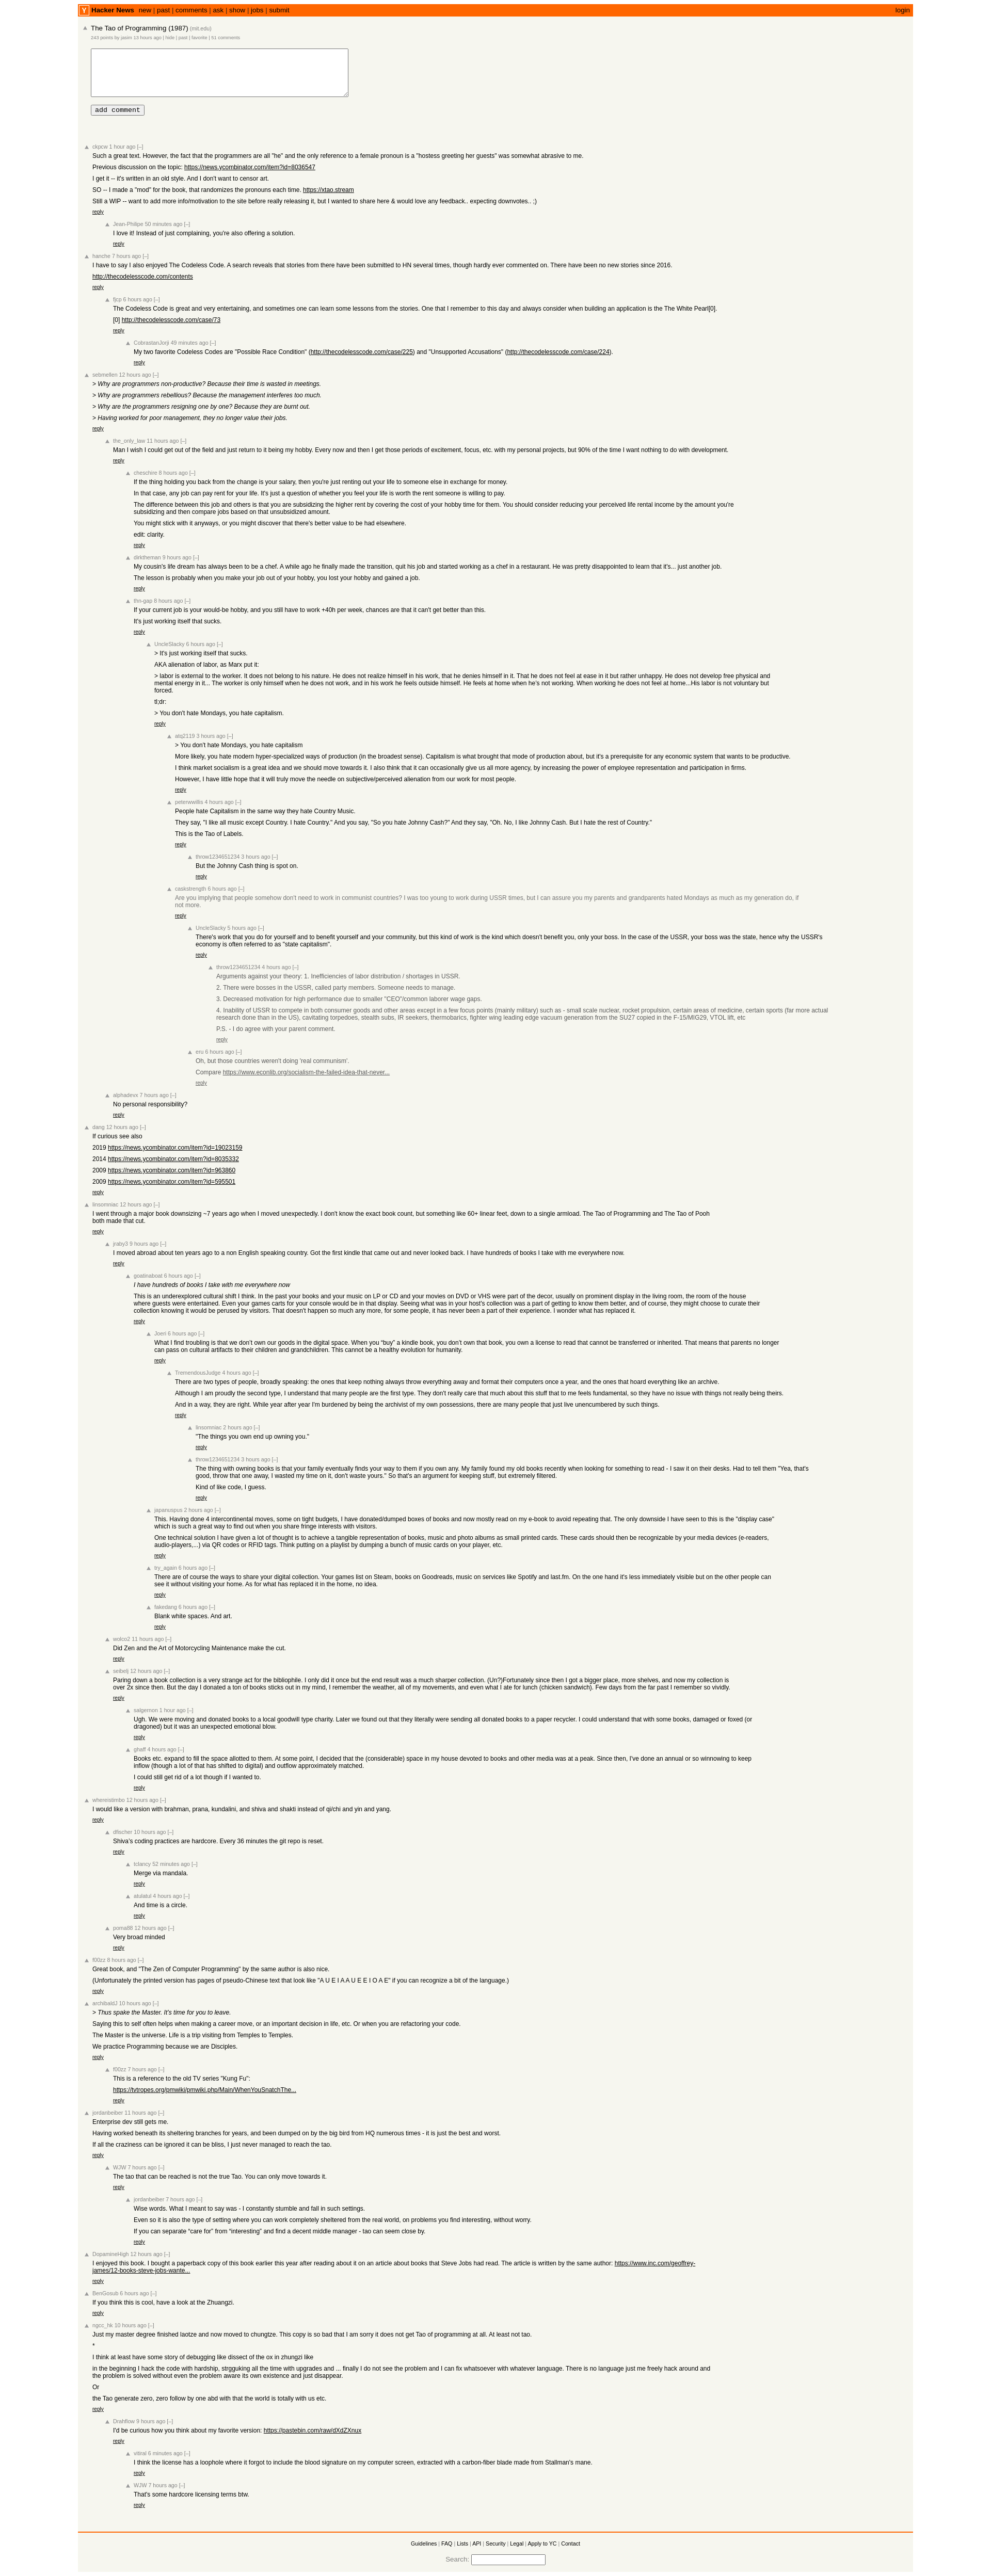 Y Hacker News new | past | comments | ask | show | jobs | submit login
The Tao of Programming (1987) (mit.edu)
243 points by jasim 13 hours ago | hide | past | favorite | 51 comments
add comment
ckpcw 1 hour ago [–]
Such a great text. However, the fact that the programmers are all "he" and the only reference to a female pronoun is a "hostess greeting her guests" was somewhat abrasive to me.
Previous discussion on the topic: https://news.ycombinator.com/item?id=8036547
I get it -- it's written in an old style. And I don't want to censor art.
SO -- I made a "mod" for the book, that randomizes the pronouns each time. https://xtao.stream
Still a WIP -- want to add more info/motivation to the site before really releasing it, but I wanted to share here & would love any feedback.. expecting downvotes.. ;)
reply
Jean-Philipe 50 minutes ago [–]
I love it! Instead of just complaining, you're also offering a solution.
reply
hanche 7 hours ago [–]
I have to say I also enjoyed The Codeless Code. A search reveals that stories from there have been submitted to HN several times, though hardly ever commented on. There have been no new stories since 2016.
http://thecodelesscode.com/contents
reply
fjcp 6 hours ago [–]
The Codeless Code is great and very entertaining, and sometimes one can learn some lessons from the stories. One that I remember to this day and always consider when building an application is the The White Pearl[0].
[0] http://thecodelesscode.com/case/73
reply
CobrastanJorji 49 minutes ago [–]
My two favorite Codeless Codes are "Possible Race Condition" (http://thecodelesscode.com/case/225) and "Unsupported Accusations" (http://thecodelesscode.com/case/224).
reply
sebmellen 12 hours ago [–]
> Why are programmers non-productive? Because their time is wasted in meetings.
> Why are programmers rebellious? Because the management interferes too much.
> Why are the programmers resigning one by one? Because they are burnt out.
> Having worked for poor management, they no longer value their jobs.
reply
the_only_law 11 hours ago [–]
Man I wish I could get out of the field and just return to it being my hobby. Every now and then I get those periods of excitement, focus, etc. with my personal projects, but 90% of the time I want nothing to do with development.
reply
cheschire 8 hours ago [–]
If the thing holding you back from the change is your salary, then you're just renting out your life to someone else in exchange for money.
In that case, any job can pay rent for your life. It's just a question of whether you feel your life is worth the rent someone is willing to pay.
The difference between this job and others is that you are subsidizing the higher rent by covering the cost of your hobby time for them. You should consider reducing your perceived life rental income by the amount you're
subsidizing and then compare jobs based on that unsubsidized amount.
You might stick with it anyways, or you might discover that there's better value to be had elsewhere.
edit: clarity.
reply
dirktheman 9 hours ago [–]
My cousin's life dream has always been to be a chef. A while ago he finally made the transition, quit his job and started working as a chef in a restaurant. He was pretty disappointed to learn that it's... just another job.
The lesson is probably when you make your job out of your hobby, you lost your hobby and gained a job.
reply
thn-gap 8 hours ago [–]
If your current job is your would-be hobby, and you still have to work +40h per week, chances are that it can't get better than this.
It's just working itself that sucks.
reply
UncleSlacky 6 hours ago [–]
> It's just working itself that sucks.
AKA alienation of labor, as Marx put it:
> labor is external to the worker. It does not belong to his nature. He does not realize himself in his work, that he denies himself in it. That he does not feel at ease in it but rather unhappy. He does not develop free physical and
mental energy in it... The worker is only himself when he does not work, and in his work he feels outside himself. He feels at home when he's not working. When working he does not feel at home...His labor is not voluntary but
forced.
tl;dr:
> You don't hate Mondays, you hate capitalism.
reply
atq2119 3 hours ago [–]
> You don't hate Mondays, you hate capitalism
More likely, you hate modern hyper-specialized ways of production (in the broadest sense). Capitalism is what brought that mode of production about, but it's a prerequisite for any economic system that wants to be productive.
I think market socialism is a great idea and we should move towards it. I also think that it can occasionally give us all more agency, by increasing the power of employee representation and participation in firms.
However, I have little hope that it will truly move the needle on subjective/perceived alienation from our work for most people.
reply
peterwwillis 4 hours ago [–]
People hate Capitalism in the same way they hate Country Music.
They say, "I like all music except Country. I hate Country." And you say, "So you hate Johnny Cash?" And they say, "Oh. No, I like Johnny Cash. But I hate the rest of Country."
This is the Tao of Labels.
reply
throw1234651234 3 hours ago [–]
But the Johnny Cash thing is spot on.
reply
caskstrength 6 hours ago [–]
Are you implying that people somehow don't need to work in communist countries? I was too young to work during USSR times, but I can assure you my parents and grandparents hated Mondays as much as my generation do, if
not more.
reply
UncleSlacky 5 hours ago [–]
There's work that you do for yourself and to benefit yourself and your community, but this kind of work is the kind which doesn't benefit you, only your boss. In the case of the USSR, your boss was the state, hence why the USSR's
economy is often referred to as "state capitalism".
reply
throw1234651234 4 hours ago [–]
Arguments against your theory: 1. Inefficiencies of labor distribution / shortages in USSR.
2. There were bosses in the USSR, called party members. Someone needs to manage.
3. Decreased motivation for high performance due to smaller "CEO"/common laborer wage gaps.
4. Inability of USSR to compete in both consumer goods and other areas except in a few focus points (mainly military) such as - small scale nuclear, rocket propulsion, certain areas of medicine, certain sports (far more actual
research done than in the US), cavitating torpedoes, stealth subs, IR seekers, thermobarics, fighter wing leading edge vacuum generation from the SU27 copied in the F-15/MIG29, VTOL lift, etc
P.S. - I do agree with your parent comment.
reply
eru 6 hours ago [–]
Oh, but those countries weren't doing 'real communism'.
Compare https://www.econlib.org/socialism-the-failed-idea-that-never...
reply
alphadevx 7 hours ago [–]
No personal responsibility?
reply
dang 12 hours ago [–]
If curious see also
2019 https://news.ycombinator.com/item?id=19023159
2014 https://news.ycombinator.com/item?id=8035332
2009 https://news.ycombinator.com/item?id=963860
2009 https://news.ycombinator.com/item?id=595501
reply
linsomniac 12 hours ago [–]
I went through a major book downsizing ~7 years ago when I moved unexpectedly. I don't know the exact book count, but something like 60+ linear feet, down to a single armload. The Tao of Programming and The Tao of Pooh
both made that cut.
reply
jraby3 9 hours ago [–]
I moved abroad about ten years ago to a non English speaking country. Got the first kindle that came out and never looked back. I have hundreds of books I take with me everywhere now.
reply
goatinaboat 6 hours ago [–]
I have hundreds of books I take with me everywhere now
This is an underexplored cultural shift I think. In the past your books and your music on LP or CD and your movies on DVD or VHS were part of the decor, usually on prominent display in the living room, the room of the house
where guests were entertained. Even your games carts for your console would be in that display. Seeing what was in your host's collection was a part of getting to know them better, and of course, they might choose to curate their
collection knowing it would be perused by visitors. That doesn't happen so much any more, for some people, it has never been a part of their experience. I wonder what has replaced it.
reply
Joeri 6 hours ago [–]
What I find troubling is that we don't own our goods in the digital space. When you "buy" a kindle book, you don't own that book, you own a license to read that cannot be transferred or inherited. That means that parents no longer
can pass on cultural artifacts to their children and grandchildren. This cannot be a healthy evolution for humanity.
reply
TremendousJudge 4 hours ago [–]
There are two types of people, broadly speaking: the ones that keep nothing always throw everything away and format their computers once a year, and the ones that hoard everything like an archive.
Although I am proudly the second type, I understand that many people are the first type. They don't really care that much about this stuff that to me feels fundamental, so they have no issue with things not really being theirs.
And in a way, they are right. While year after year I'm burdened by being the archivist of my own possessions, there are many people that just live unencumbered by such things.
reply
linsomniac 2 hours ago [–]
"The things you own end up owning you."
reply
throw1234651234 3 hours ago [–]
The thing with owning books is that your family eventually finds your way to them if you own any. My family found my old books recently when looking for something to read - I saw it on their desks. Had to tell them "Yea, that's
good, throw that one away, I wasted my time on it, don't waste yours." So that's an argument for keeping stuff, but extremely filtered.
Kind of like code, I guess.
reply
japanuspus 2 hours ago [–]
This. Having done 4 intercontinental moves, some on tight budgets, I have donated/dumped boxes of books and now mostly read on my e-book to avoid repeating that. The only downside I have seen to this is the "display case"
which is such a great way to find out when you share fringe interests with visitors.
One technical solution I have given a lot of thought is to achieve a tangible representation of books, music and photo albums as small printed cards. These cards should then be recognizable by your media devices (e-readers,
audio-players,...) via QR codes or RFID tags. Think putting on a playlist by dumping a bunch of music cards on your player, etc.
reply
iry_again 6 hours ago [–]
There are of course the ways to share your digital collection. Your games list on Steam, books on Goodreads, music on services like Spotify and last.fm. On the one hand it's less immediately visible but on the other people can
see it without visiting your home. As for what has replaced it in the home, no idea.
reply
fakedang 6 hours ago [–]
Blank white spaces. And art.
reply
wolco2 11 hours ago [–]
Did Zen and the Art of Motorcycling Maintenance make the cut.
reply
seibelj 12 hours ago [–]
Paring down a book collection is a very strange act for the bibliophile. I only did it once but the end result was a much sharper collection. (Un?)Fortunately since then I got a bigger place, more shelves, and now my collection is
over 2x since then. But the day I donated a ton of books sticks out in my mind, I remember the weather, all of my movements, and even what I ate for lunch (chicken sandwich). Few days from the far past I remember so vividly.
reply
salgernon 1 hour ago [–]
Ugh. We were moving and donated books to a local goodwill type charity. Later we found out that they literally were sending all donated books to a paper recycler. I could understand that with some books, damaged or foxed (or
dragoned) but it was an unexpected emotional blow.
reply
ghaff 4 hours ago [–]
Books etc. expand to fill the space allotted to them. At some point, I decided that the (considerable) space in my house devoted to books and other media was at a peak. Since then, I've done an annual or so winnowing to keep
inflow (though a lot of that has shifted to digital) and outflow approximately matched.
I could still get rid of a lot though if I wanted to.
reply
whereistimbo 12 hours ago [–]
I would like a version with brahman, prana, kundalini, and shiva and shakti instead of qi/chi and yin and yang.
reply
dfischer 10 hours ago [–]
Shiva's coding practices are hardcore. Every 36 minutes the git repo is reset.
reply
tclancy 52 minutes ago [–]
Merge via mandala.
reply
atulatul 4 hours ago [–]
And time is a circle.
reply
poma88 12 hours ago [–]
Very broad minded
reply
f00zz 8 hours ago [–]
Great book, and "The Zen of Computer Programming" by the same author is also nice.
(Unfortunately the printed version has pages of pseudo-Chinese text that look like "A U E I A A U E E I O A E" if you can recognize a bit of the language.)
reply
archibaldJ 10 hours ago [–]
> Thus spake the Master. It's time for you to leave.
Saying this to self often helps when making a career move, or an important decision in life, etc. Or when you are refactoring your code.
The Master is the universe. Life is a trip visiting from Temples to Temples.
We practice Programming because we are Disciples.
reply
f00zz 7 hours ago [–]
This is a reference to the old TV series "Kung Fu":
https://tvtropes.org/pmwiki/pmwiki.php/Main/WhenYouSnatchThe...
reply
jordanbeiber 11 hours ago [–]
Enterprise dev still gets me.
Having worked beneath its sheltering branches for years, and been dumped on by the big bird from HQ numerous times - it is just the best and worst.
If all the craziness can be ignored it can be bliss, I just never managed to reach the tao.
reply
WJW 7 hours ago [–]
The tao that can be reached is not the true Tao. You can only move towards it.
reply
jordanbeiber 7 hours ago [–]
Wise words. What I meant to say was - I constantly stumble and fall in such settings.
Even so it is also the type of setting where you can work completely sheltered from the real world, on problems you find interesting, without worry.
If you can separate "care for" from "interesting" and find a decent middle manager - tao can seem close by.
reply
DopamineHigh 12 hours ago [–]
I enjoyed this book. I bought a paperback copy of this book earlier this year after reading about it on an article about books that Steve Jobs had read. The article is written by the same author: https://www.inc.com/geoffrey-
james/12-books-steve-jobs-wante...
reply
BenGosub 6 hours ago [–]
If you think this is cool, have a look at the Zhuangzi.
reply
ngcc_hk 10 hours ago [–]
Just my master degree finished laotze and now moved to chungtze. This copy is so bad that I am sorry it does not get Tao of programming at all. At least not tao.
*
I think at least have some story of debugging like dissect of the ox in zhungzi like
in the beginning I hack the code with hardship, strgguking all the time with upgrades and ... finally I do not see the problem and I can fix whatsoever with whatever language. There is no language just me freely hack around and
the problem is solved without even the problem aware its own existence and just disappear.
Or
the Tao generate zero, zero follow by one abd with that the world is totally with us etc.
reply
Drahflow 9 hours ago [–]
I'd be curious how you think about my favorite version: https://pastebin.com/raw/dXdZXnux
reply
vitiral 6 minutes ago [–]
I think the license has a loophole where it forgot to include the blood signature on my computer screen, extracted with a carbon-fiber blade made from Stallman's mane.
reply
WJW 7 hours ago [–]
That's some hardcore licensing terms btw.
reply
Guidelines | FAQ | Lists | API | Security | Legal | Apply to YC | Contact
Search: